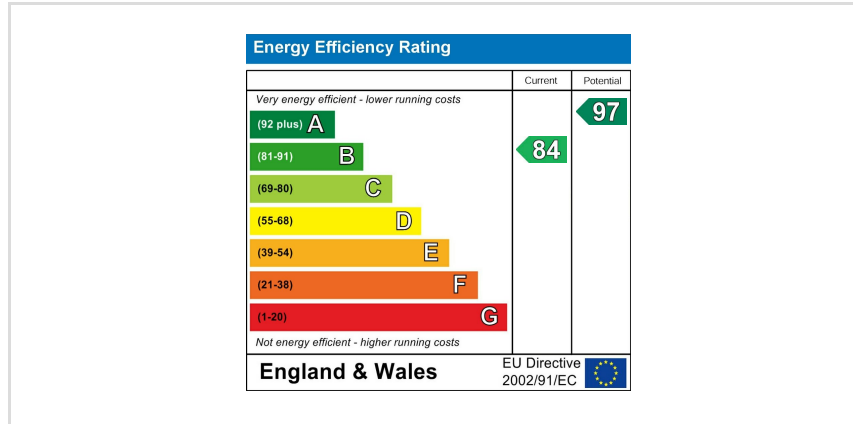 Energy Efficiency Rating
Current Potential
Very energy efficient - lower running costs
97
(92 plus) A
(81-91) B 84
(69-80) C
(55-68) D
(39-54) E
(21-38) F
(1-20) G
Not energy efficient - higher running costs
England & Wales
EU Directive
2002/91/EC